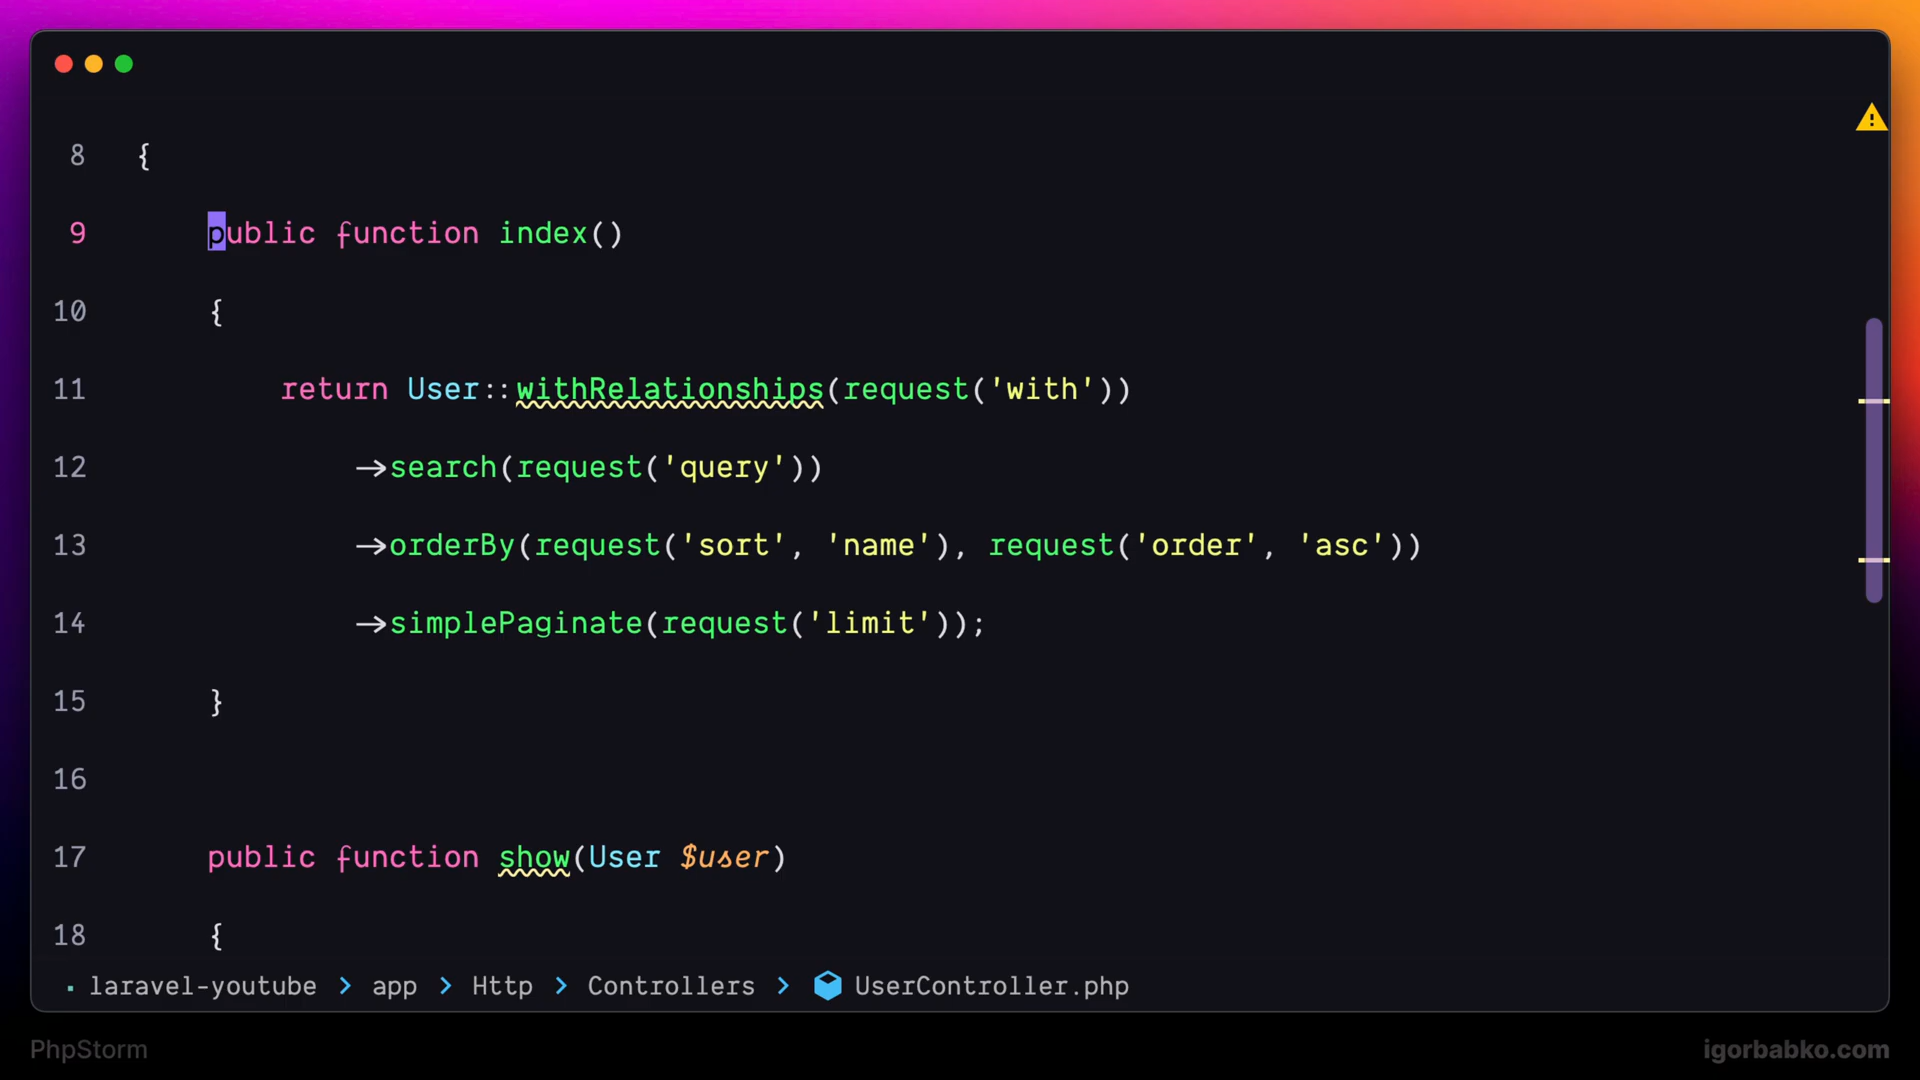 8 {
9 public function index()
10 {
11 return User::withRelationships(request('with'))
12 ->search(request('query'))
13 ->orderBy(request('sort', 'name'), request('order', 'asc'))
14 ->simplePaginate(request('limit'));
15 }
16
17 public function show(User $user)
18 {
laravel-youtube > app > Http > Controllers > UserController.php
PhpStorm
igorbabko.com